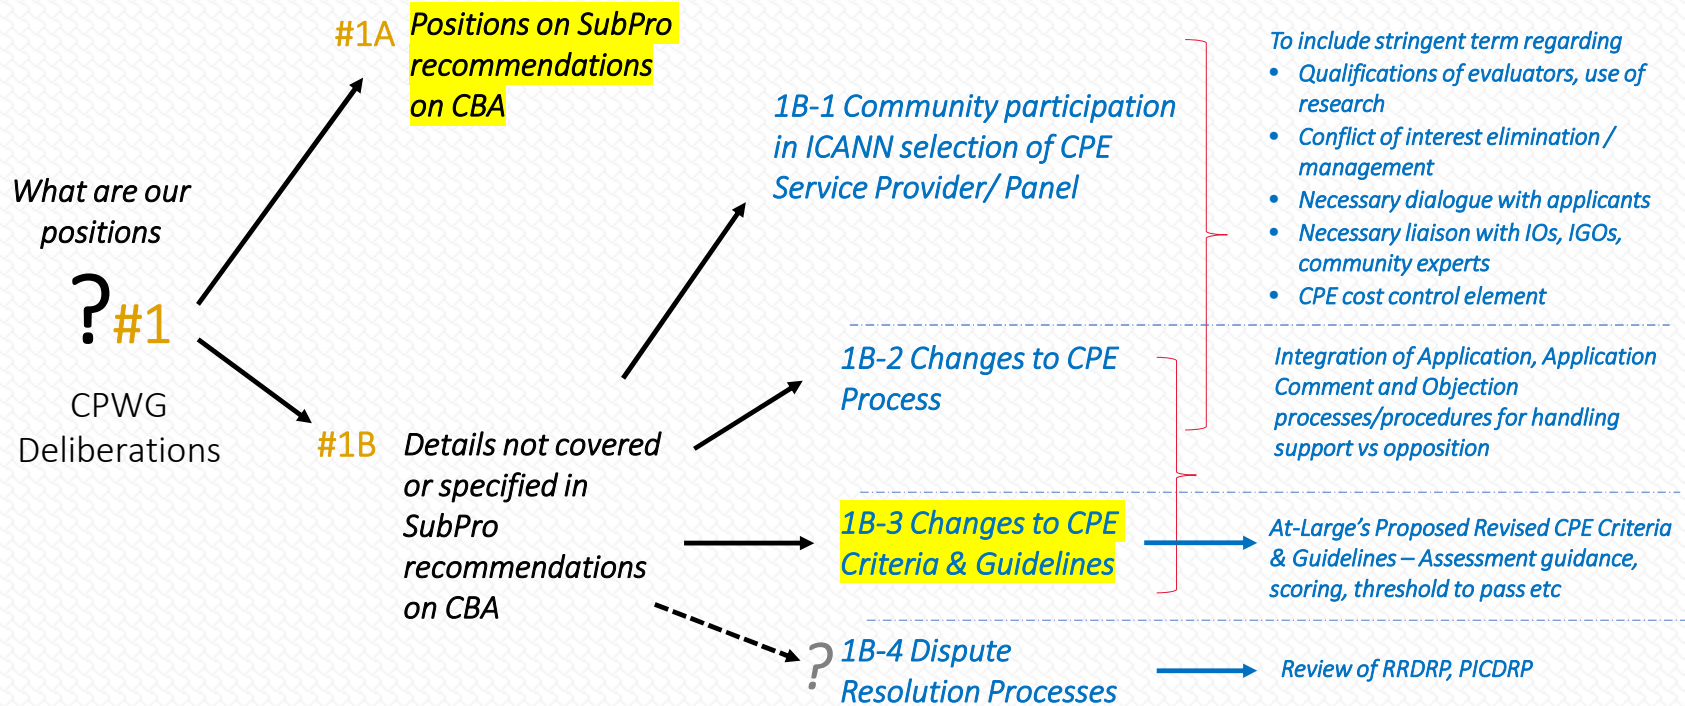 What are our
positions
?#1
CPWG
Deliberations
#1A
Positions on SubPro
recommendations
on CBA
#1B
Details not covered
or specified in
SubPro
recommendations
on CBA
1B-1 Community participation
in ICANN selection of CPE
Service Provider/ Panel
To include stringent term regarding
• Qualifications of evaluators, use of
research
• Conflict of interest elimination /
management
• Necessary dialogue with applicants
• Necessary liaison with IOs, IGOs,
community experts
• CPE cost control element
1B-2 Changes to CPE
Process
Integration of Application, Application
Comment and Objection
processes/procedures for handling
support vs opposition
1B-3 Changes to CPE
Criteria & Guidelines
At-Large's Proposed Revised CPE Criteria
& Guidelines – Assessment guidance,
scoring, threshold to pass etc
?
1B-4 Dispute
Resolution Processes
Review of RRDRP, PICDRP